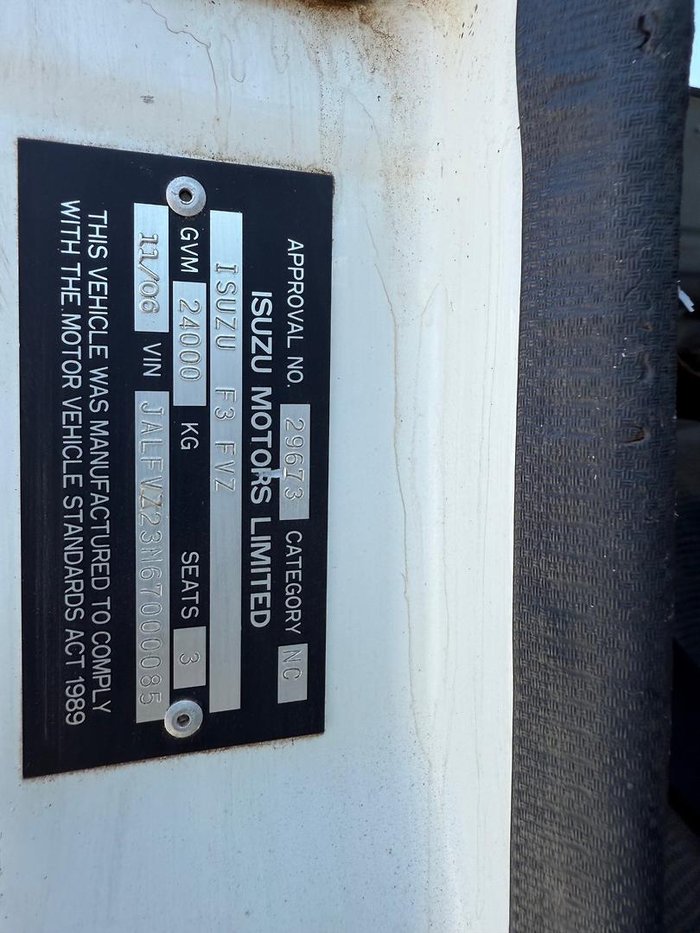 APPROVAL NO. 29673 CATEGORY NC
ISUZU MOTORS LIMITED
ISUZU F3 FVZ
GVM 24000 KG SEATS 3
11/06 VIN JALFVZ23M67000085
THIS VEHICLE WAS MANUFACTURED TO COMPLY
WITH THE MOTOR VEHICLE STANDARDS ACT 1989